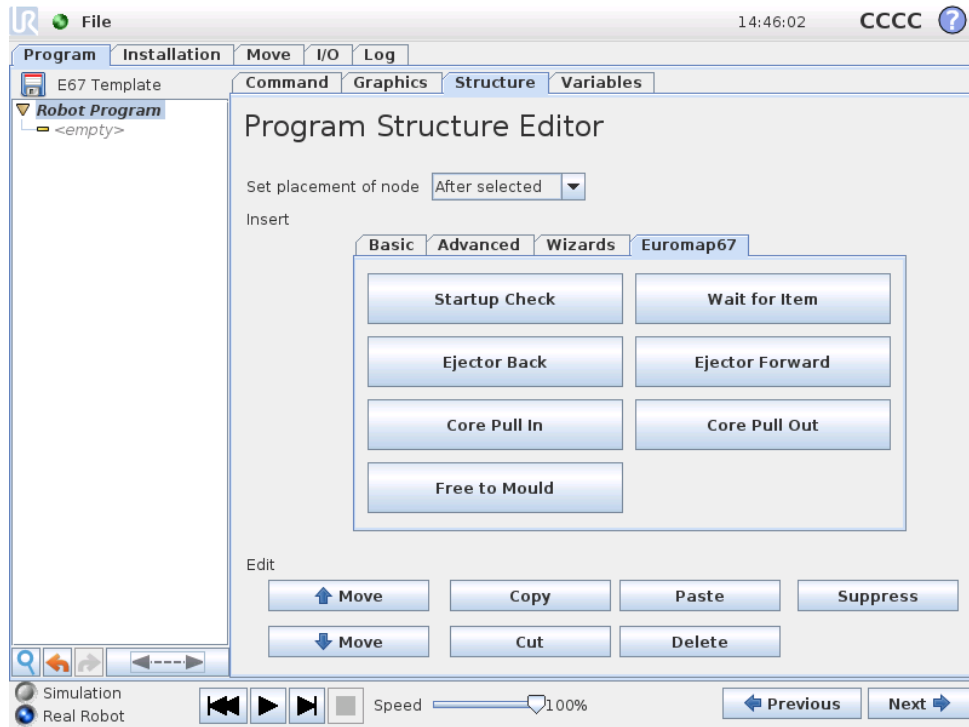 UR File 14:46:02 CCCC ?
Program Installation Move I/O Log
E67 Template Command Graphics Structure Variables
Robot Program
<empty>
Program Structure Editor
Set placement of node After selected
Insert
Basic Advanced Wizards Euromap67
Startup Check Wait for Item
Ejector Back Ejector Forward
Core Pull In Core Pull Out
Free to Mould
Edit
Move Copy Paste Suppress
Move Cut Delete
Simulation
Real Robot
Speed 100% Previous Next